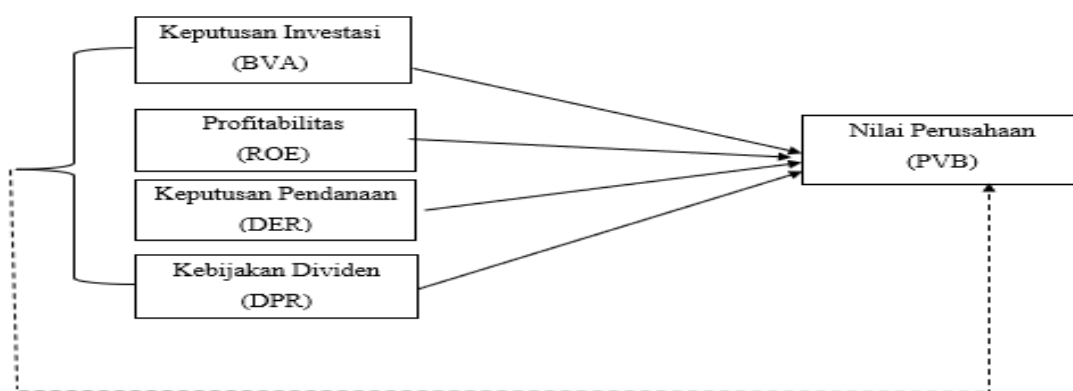 Keputusan Investasi
(BVA)
Profitabilitas
(ROE)
Keputusan Pendanaan
(DER)
Kebijakan Dividen
(DPR)
Nilai Perusahaan
(PVB)